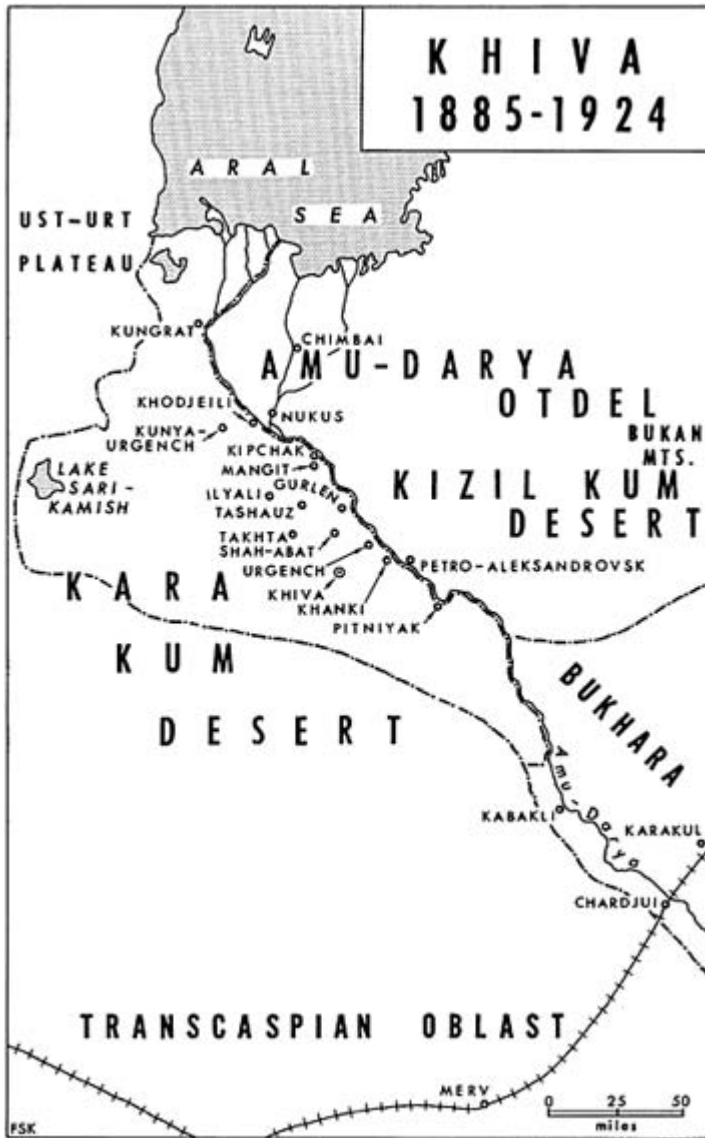 KHIVA
1885-1924
ARAL
SEA
UST-URT
PLATEAU
KUNGRAT
CHIMBAI
AMU-DARYA
OTDEL
KHODJEILI
NUKUS
KUNYA-
URGENCH
BUKAN
MTS.
KIPCHAK
MANGIT
LAKE
SARI-
KAMISH
GURLEN
KIZIL KUM
DESERT
ILYALI
TASHAUZ
TAKHTA
SHAH-ABAT
URGENCH
PETRO-ALEKSANDROVSK
KHIVA
KHANKI
PITNIYAK
KARA
KUM
DESERT
BUKHARA
Amu-Darya
KABAKLI
KARAKUL
CHARDJUI
TRANSCASPIAN OBLAST
MERV
0 25 50
miles
FSK